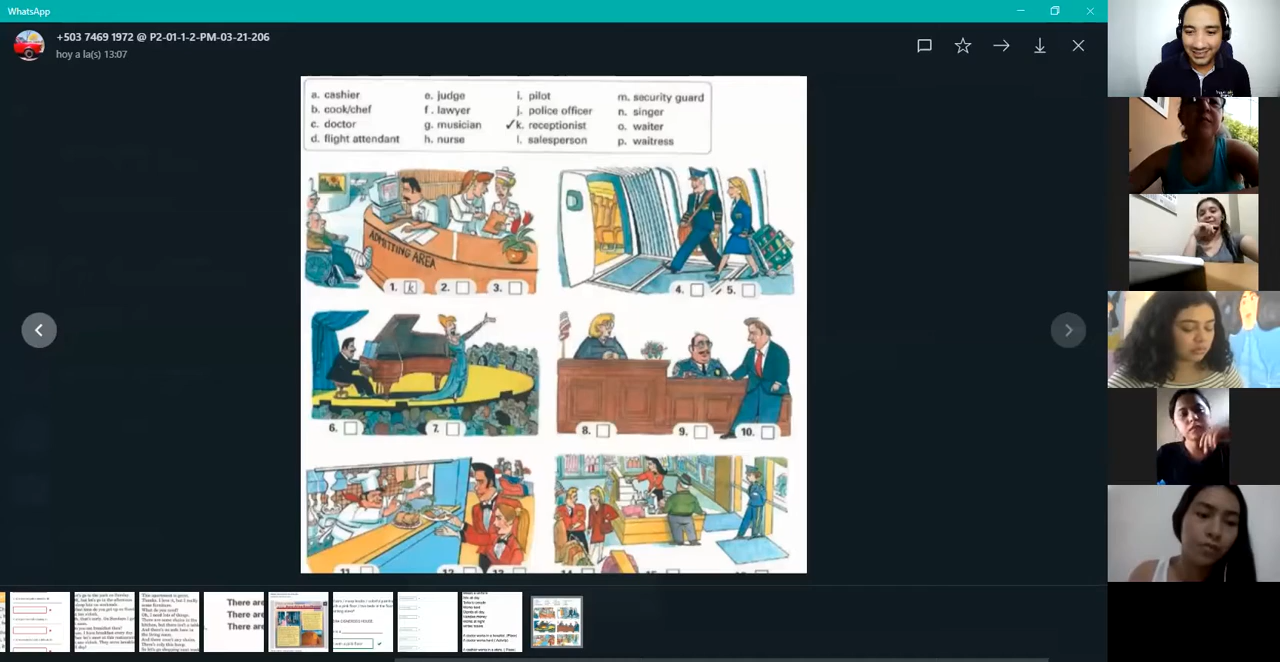 WhatsApp
+503 7469 1972 @ P2-01-1-2-PM-03-21-206
hoy a la(s) 13:07
a. cashier
b. cook/chef
c. doctor
d. flight attendant
e. judge
f. lawyer
g. musician
h. nurse
i. pilot
j. police officer
✓k. receptionist
l. salesperson
m. security guard
n. singer
o. waiter
p. waitress
ADMITTING AREA
1. k 2. 3.
4. 5.
6. 7.
8. 9. 10.
There are
There are
There are